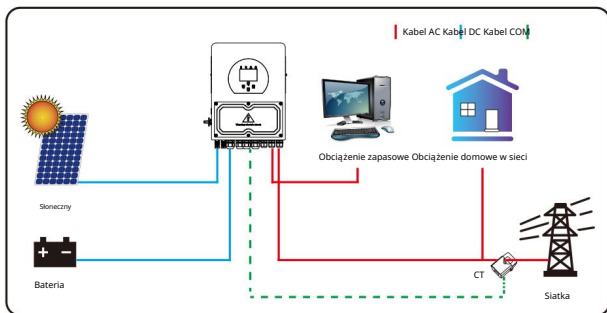 Kabel AC Kabel DC Kabel COM
Obciążenie zapasowe Obciążenie domowe w sieci
Słoneczny
CT
Bateria
Siatka